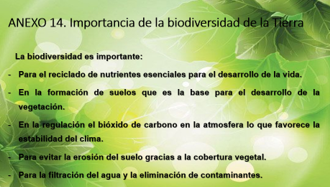 ANEXO 14. Importancia de la biodiversidad de la Tierra
La biodiversidad es importante:
- Para el reciclado de nutrientes esenciales para el desarrollo de la vida.
- En la formación de suelos que es la base para el desarrollo de la
vegetación.
- En la regulación el bióxido de carbono en la atmosfera lo que favorece la
estabilidad del clima.
- Para evitar la erosión del suelo gracias a la cobertura vegetal.
- Para la filtración del agua y la eliminación de contaminantes.